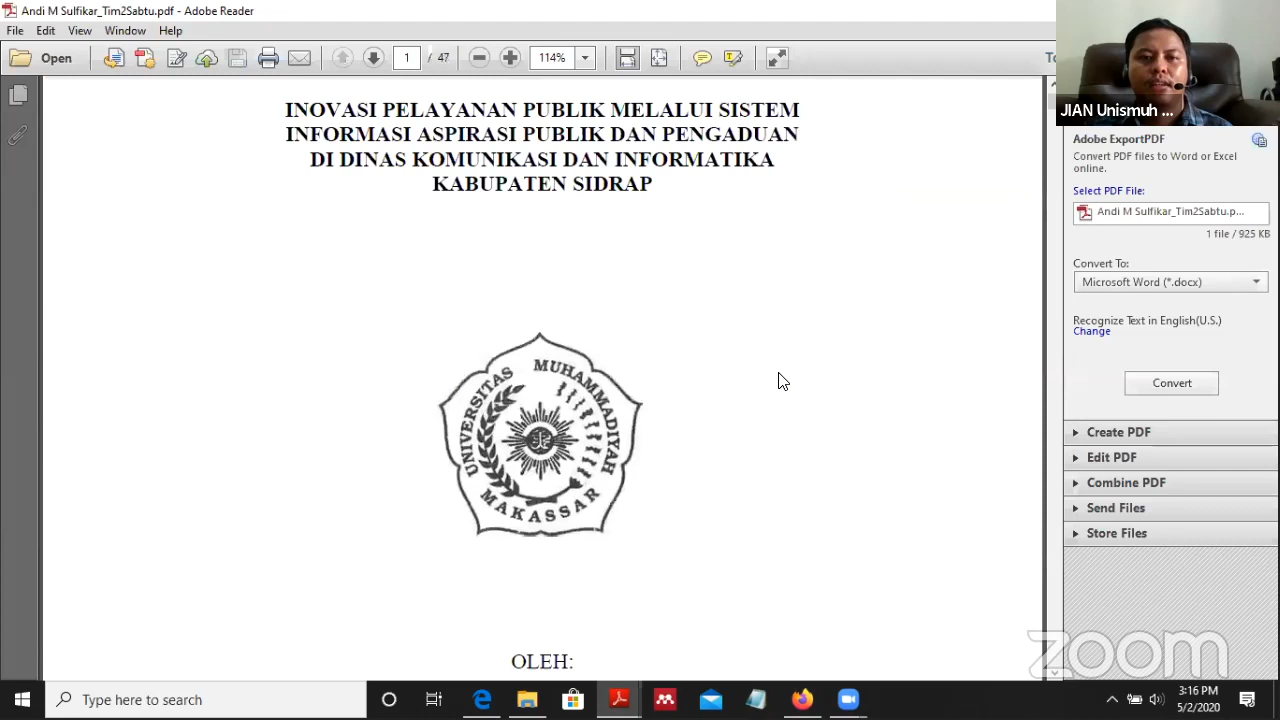 Andi M Sulfikar_Tim2Sabtu.pdf - Adobe Reader
File Edit View Window Help
Open 1 / 47 114% To
JIAN Unismuh ...
INOVASI PELAYANAN PUBLIK MELALUI SISTEM
INFORMASI ASPIRASI PUBLIK DAN PENGADUAN
DI DINAS KOMUNIKASI DAN INFORMATIKA
KABUPATEN SIDRAP
UNIVERSITAS MUHAMMADIYAH
MAKASSAR
OLEH:
Adobe ExportPDF
Convert PDF files to Word or Excel
online.
Select PDF File:
Andi M Sulfikar_Tim2Sabtu.p...
1 file / 925 KB
Convert To:
Microsoft Word (*.docx)
Recognize Text in English(U.S.)
Change
Convert
Create PDF
Edit PDF
Combine PDF
Send Files
Store Files
zoom
Type here to search
3:16 PM
5/2/2020